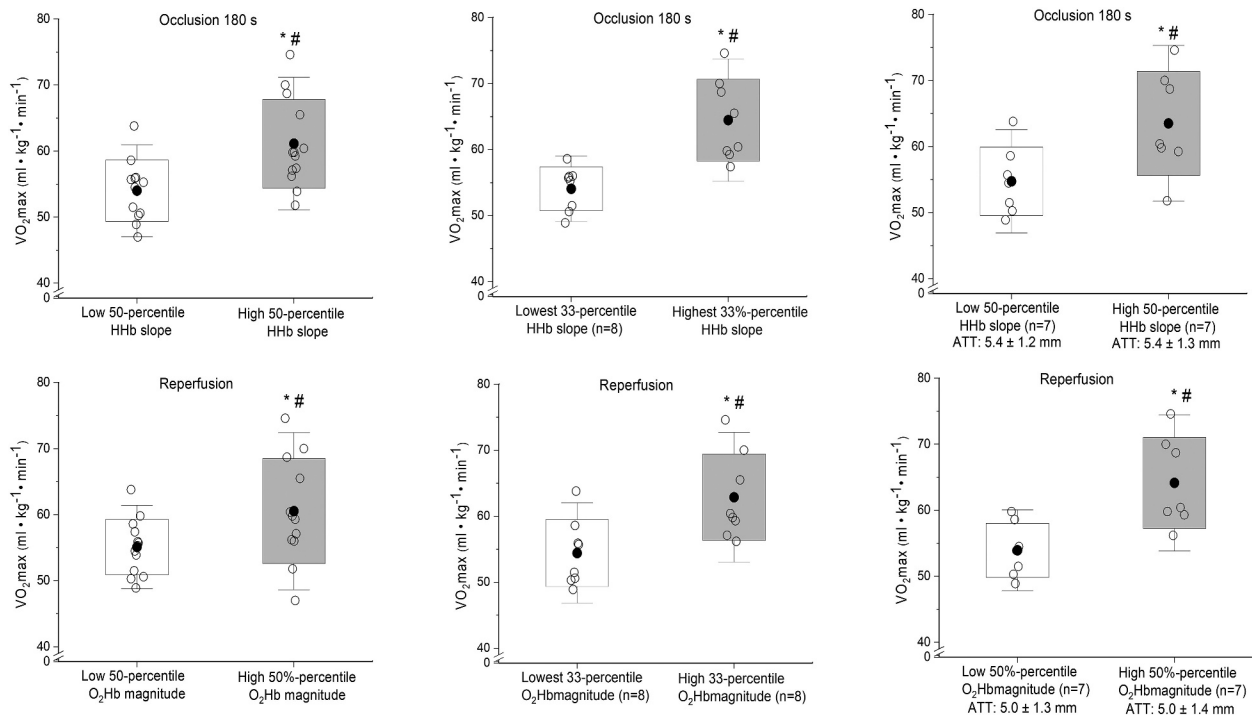 Occlusion 180 s
* #
80
70
60
50
40
0
VO₂max (ml • kg⁻¹• min⁻¹)
Low 50-percentile
HHb slope
High 50-percentile
HHb slope
Occlusion 180 s
* #
80
70
60
50
40
0
VO₂max (ml • kg⁻¹• min⁻¹)
Lowest 33-percentile
HHb slope (n=8)
Highest 33%-percentile
HHb slope
Occlusion 180 s
* #
80
70
60
50
40
0
VO₂max (ml • kg⁻¹• min⁻¹)
Low 50-percentile
HHb slope (n=7)
ATT: 5.4 ± 1.2 mm
High 50-percentile
HHb slope (n=7)
ATT: 5.4 ± 1.3 mm
Reperfusion
* #
80
70
60
50
40
0
VO₂max (ml • kg⁻¹• min⁻¹)
Low 50-percentile
O₂Hb magnitude
High 50%-percentile
O₂Hb magnitude
Reperfusion
* #
80
70
60
50
40
0
VO₂max (ml • kg⁻¹• min⁻¹)
Lowest 33-percentile
O₂Hbmagnitude (n=8)
High 33-percentile
O₂Hbmagnitude (n=8)
Reperfusion
* #
80
70
60
50
40
0
VO₂max (ml • kg⁻¹• min⁻¹)
Low 50%-percentile
O₂Hbmagnitude (n=7)
ATT: 5.0 ± 1.3 mm
High 50%-percentile
O₂Hbmagnitude (n=7)
ATT: 5.0 ± 1.4 mm